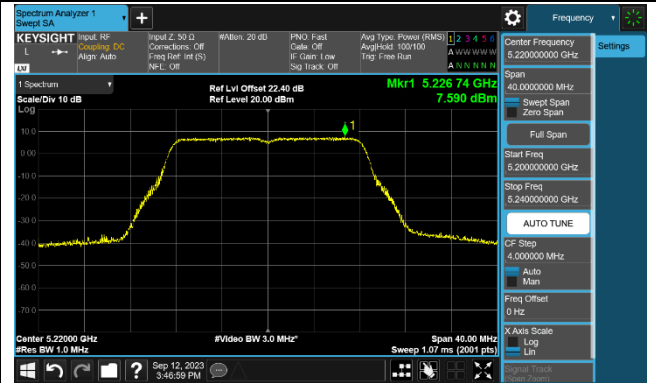 Spectrum Analyzer 1
Swept SA
Frequency
KEYSIGHT
L
LXI
Input: RF
Coupling: DC
Align: Auto
Input Z: 50 Ω
Corrections: Off
Freq Ref: Int (S)
NFE: Off
#Atten: 20 dB
PNO: Fast
Gate: Off
IF Gain: Low
Sig Track: Off
Avg Type: Power (RMS)
Avg|Hold: 100/100
Trig: Free Run
1 2 3 4 5 6
A W W W W W
A N N N N N
1 Spectrum
Scale/Div 10 dB
Log
Ref Lvl Offset 22.40 dB
Ref Level 20.00 dBm
Mkr1 5.226 74 GHz
7.590 dBm
1
10.0
0.00
-10.0
-20.0
-30.0
-40.0
-50.0
-60.0
-70.0
Center 5.22000 GHz
#Res BW 1.0 MHz
#Video BW 3.0 MHz*
Span 40.00 MHz
Sweep 1.07 ms (2001 pts)
Sep 12, 2023
3:46:59 PM
Center Frequency
5.220000000 GHz
Settings
Span
40.0000000 MHz
Swept Span
Zero Span
Full Span
Start Freq
5.200000000 GHz
Stop Freq
5.240000000 GHz
AUTO TUNE
CF Step
4.000000 MHz
Auto
Man
Freq Offset
0 Hz
X Axis Scale
Log
Lin
Signal Track
(Span Zoom)